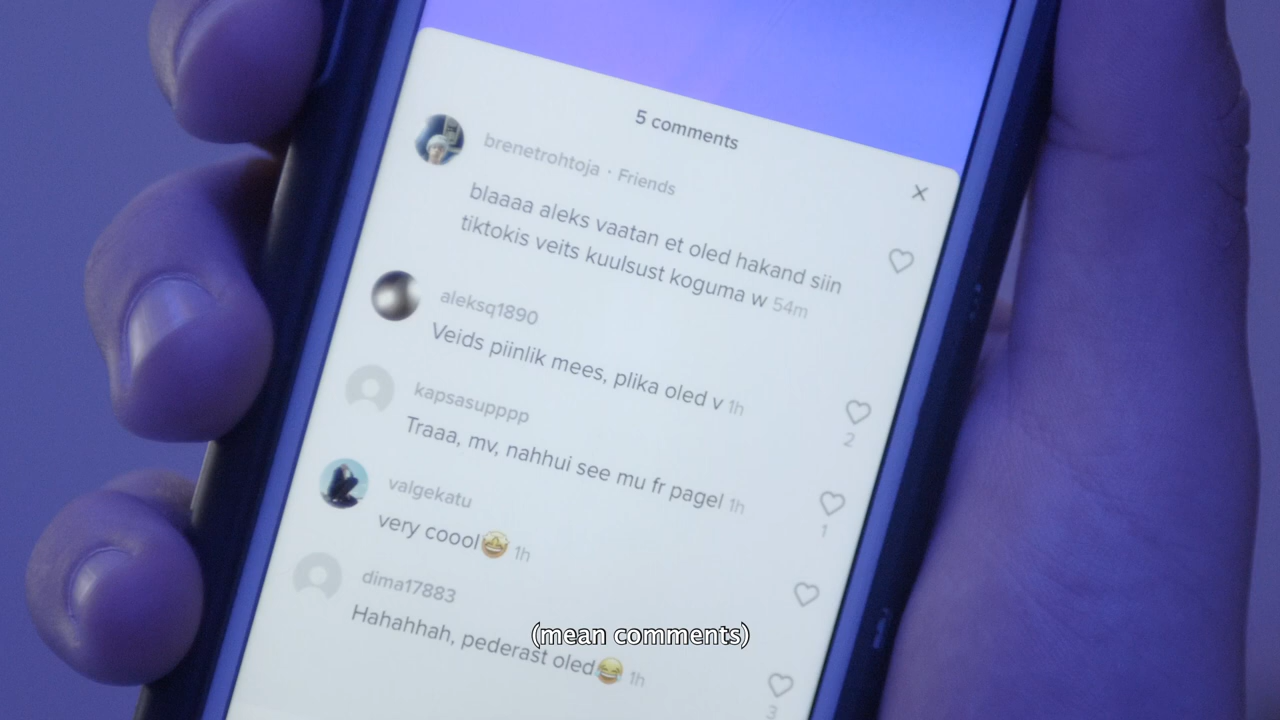 5 comments
brenetrohtoja · Friends
blaaaa aleks vaatan et oled hakand siin
tiktokis veits kuulsust koguma w 54m
aleksq1890
Veids piinlik mees, plika oled v 1h
2
kapsasupppp
Traaa, mv, nahhui see mu fr pagel 1h
1
valgekatu
very coool🤩 1h
dima17883
Hahahhah, pederast oled😂 1h
3
(mean comments)